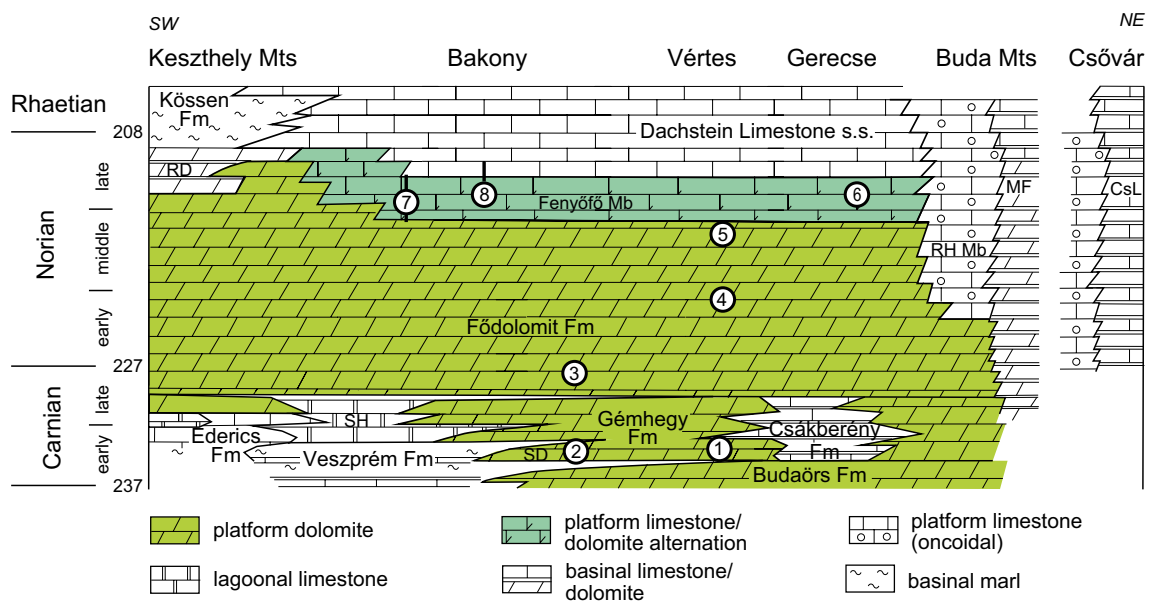 SW
NE
Keszthely Mts
Bakony
Vértes
Gerecse
Buda Mts
Csővár
Rhaetian
Kössen
Fm
Dachstein Limestone s.s.
208
Norian
late
RD
7
8
Fenyőfő Mb
6
MF
CsL
middle
5
RH Mb
early
4
Fődolomit Fm
227
3
Carnian
late
SH
Gémhegy
Fm
Csákberény
Fm
early
Ederics
Fm
Veszprém Fm
SD
2
1
Budaörs Fm
237
platform dolomite
platform limestone/
dolomite alternation
platform limestone
(oncoidal)
lagoonal limestone
basinal limestone/
dolomite
basinal marl